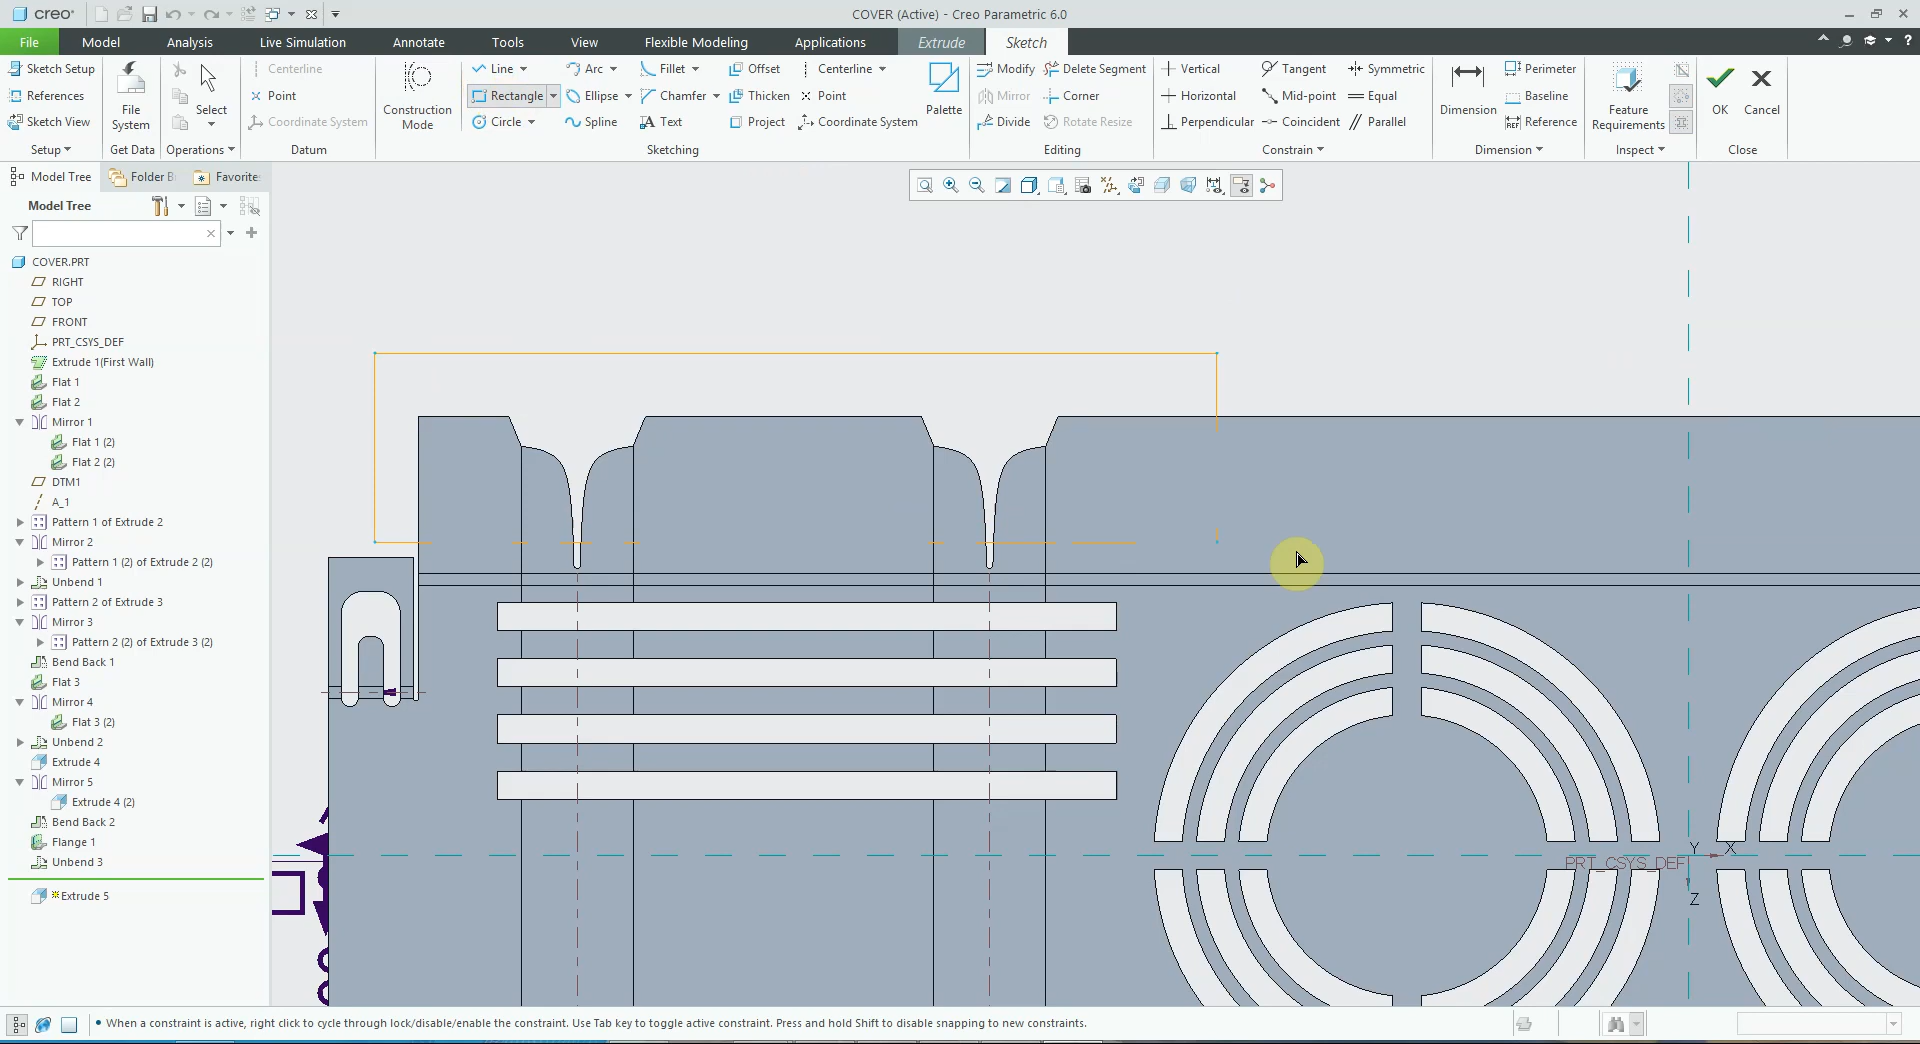 creo®
COVER (Active) - Creo Parametric 6.0
File Model Analysis Live Simulation Annotate Tools View Flexible Modeling Applications Extrude Sketch
Sketch Setup
References
Sketch View
Setup
File System
Get Data
Select
Operations
Centerline
Point
Coordinate System
Datum
Construction Mode
Line Arc Fillet Offset Centerline
Rectangle Ellipse Chamfer Thicken Point
Circle Spline Text Project Coordinate System
Palette
Sketching
Modify Delete Segment
Mirror Corner
Divide Rotate Resize
Editing
Vertical Tangent Symmetric
Horizontal Mid-point Equal
Perpendicular Coincident Parallel
Constrain
Dimension
Perimeter
Baseline
REF Reference
Dimension
Feature Requirements
Inspect
OK
Cancel
Close
Model Tree Folder B Favorite
Model Tree
COVER.PRT
RIGHT
TOP
FRONT
PRT_CSYS_DEF
Extrude 1(First Wall)
Flat 1
Flat 2
Mirror 1
Flat 1 (2)
Flat 2 (2)
DTM1
A_1
Pattern 1 of Extrude 2
Mirror 2
Pattern 1 (2) of Extrude 2 (2)
Unbend 1
Pattern 2 of Extrude 3
Mirror 3
Pattern 2 (2) of Extrude 3 (2)
Bend Back 1
Flat 3
Mirror 4
Flat 3 (2)
Unbend 2
Extrude 4
Mirror 5
Extrude 4 (2)
Bend Back 2
Flange 1
Unbend 3
Extrude 5
Y X
PRT_CSYS_DEF
Z
• When a constraint is active, right click to cycle through lock/disable/enable the constraint. Use Tab key to toggle active constraint. Press and hold Shift to disable snapping to new constraints.